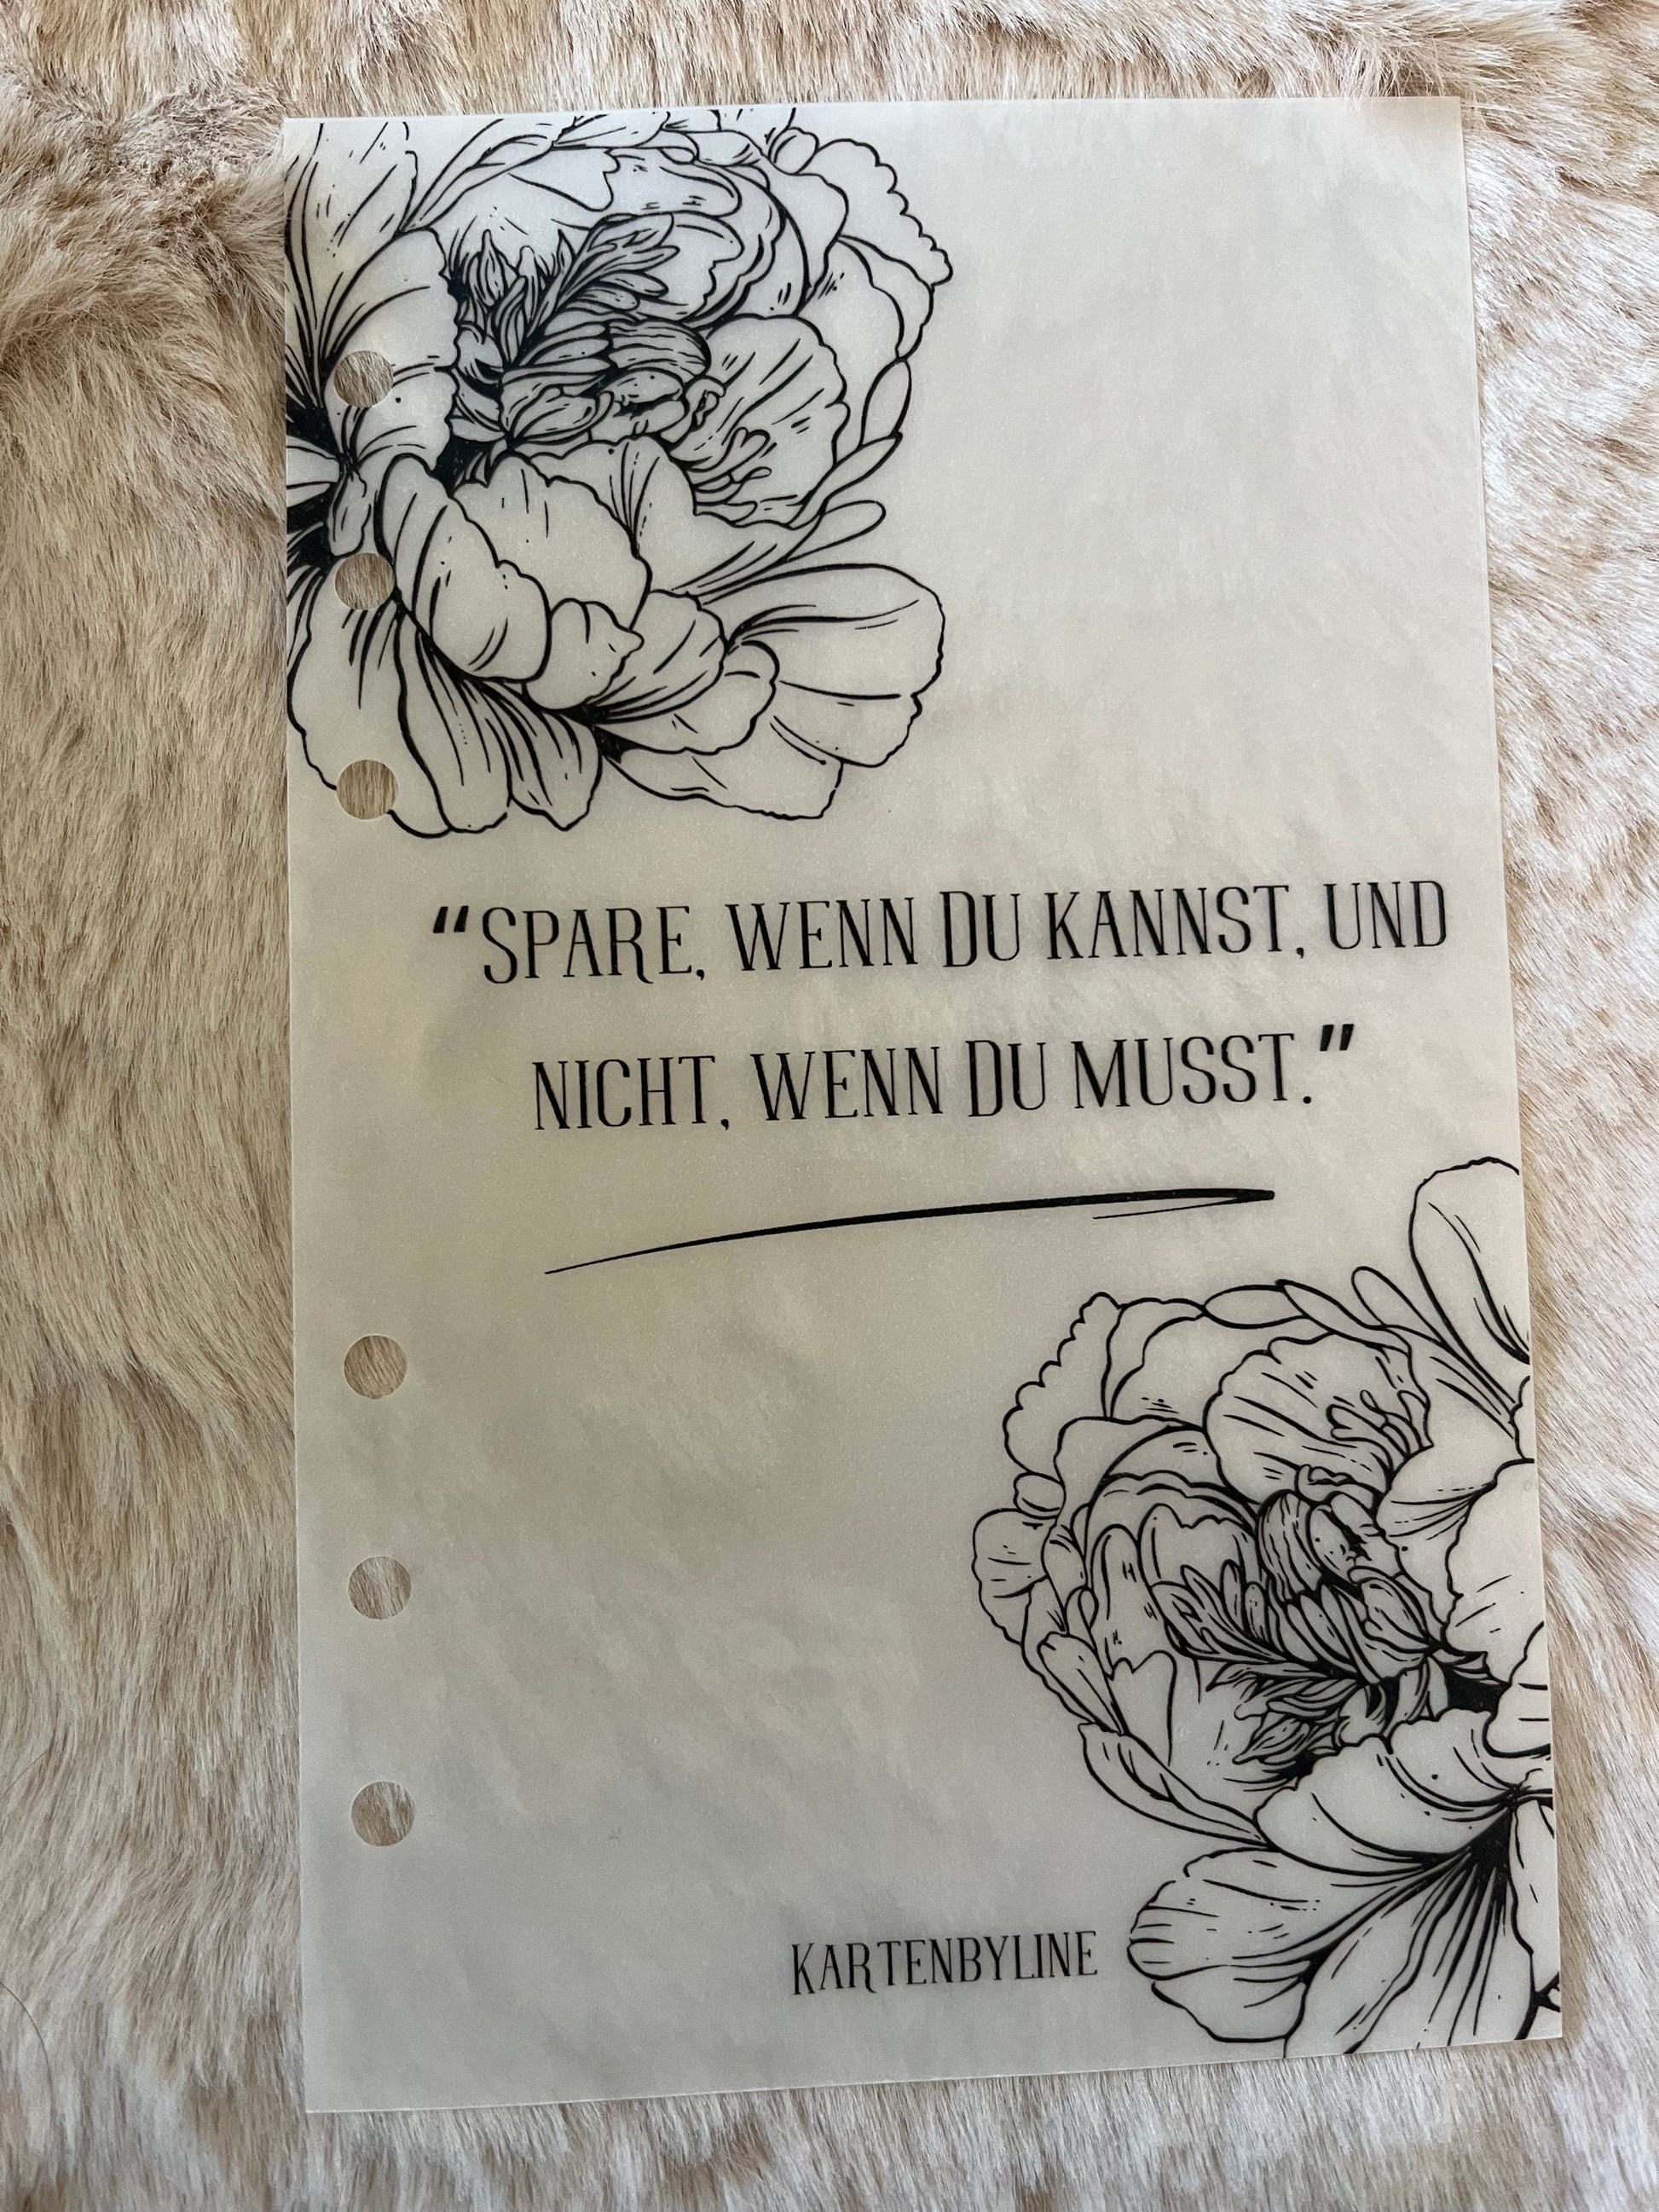 “SPARE, WENN DU KANNST, UND
NICHT, WENN DU MUSST.”
KARTENBYLINE